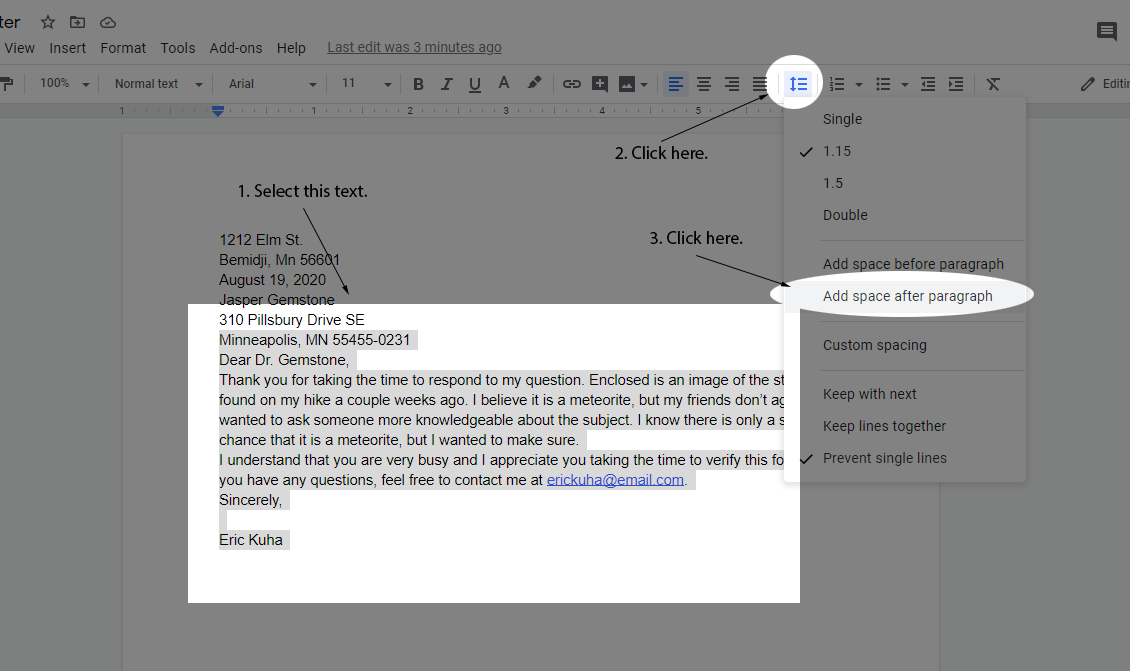 ter
View Insert Format Tools Add-ons Help Last edit was 3 minutes ago
100% Normal text Arial 11 B I U A
1 1 2 3 4 5
Single
1.15
1.5
Double
Add space before paragraph
Add space after paragraph
Custom spacing
Keep with next
Keep lines together
Prevent single lines
2. Click here.
1. Select this text.
3. Click here.
1212 Elm St.
Bemidji, Mn 56601
August 19, 2020
Jasper Gemstone
310 Pillsbury Drive SE
Minneapolis, MN 55455-0231
Dear Dr. Gemstone,
Thank you for taking the time to respond to my question. Enclosed is an image of the st
found on my hike a couple weeks ago. I believe it is a meteorite, but my friends don't ag
wanted to ask someone more knowledgeable about the subject. I know there is only a s
chance that it is a meteorite, but I wanted to make sure.
I understand that you are very busy and I appreciate you taking the time to verify this fo
you have any questions, feel free to contact me at erickuha@email.com.
Sincerely,
Eric Kuha
Editin